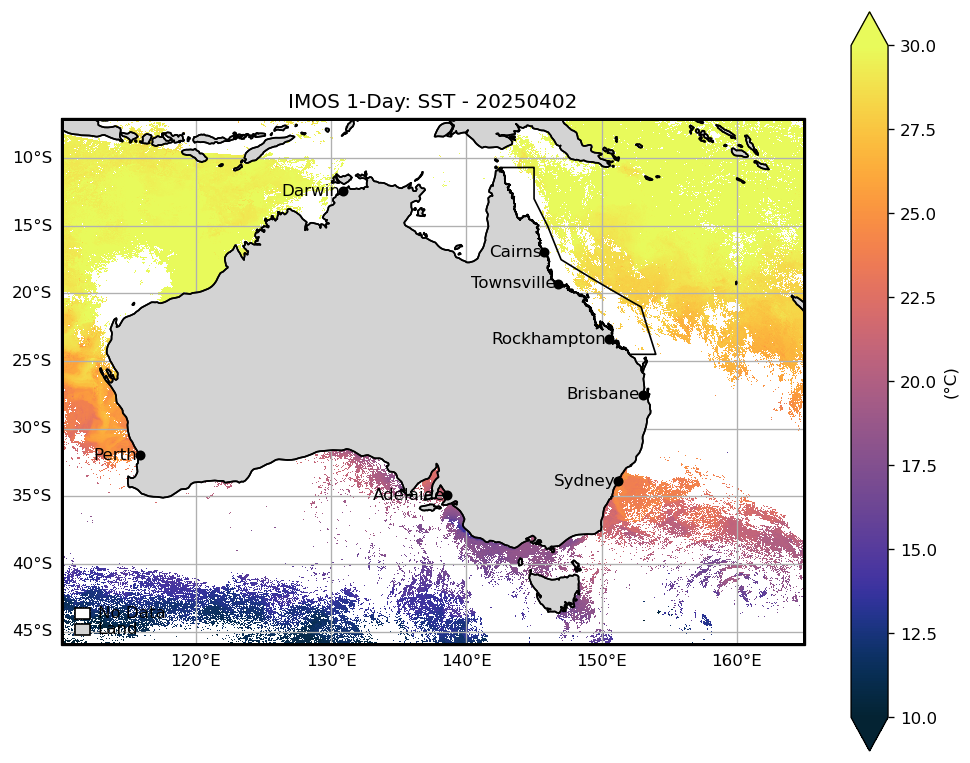 IMOS 1-Day: SST - 20250402
10°S
15°S
20°S
25°S
30°S
35°S
40°S
45°S
Darwin
Cairns
Townsville
Rockhampton
Brisbane
Perth
Sydney
Adelaide
No Data
Land
120°E
130°E
140°E
150°E
160°E
30.0
27.5
25.0
22.5
20.0
17.5
15.0
12.5
10.0
(°C)